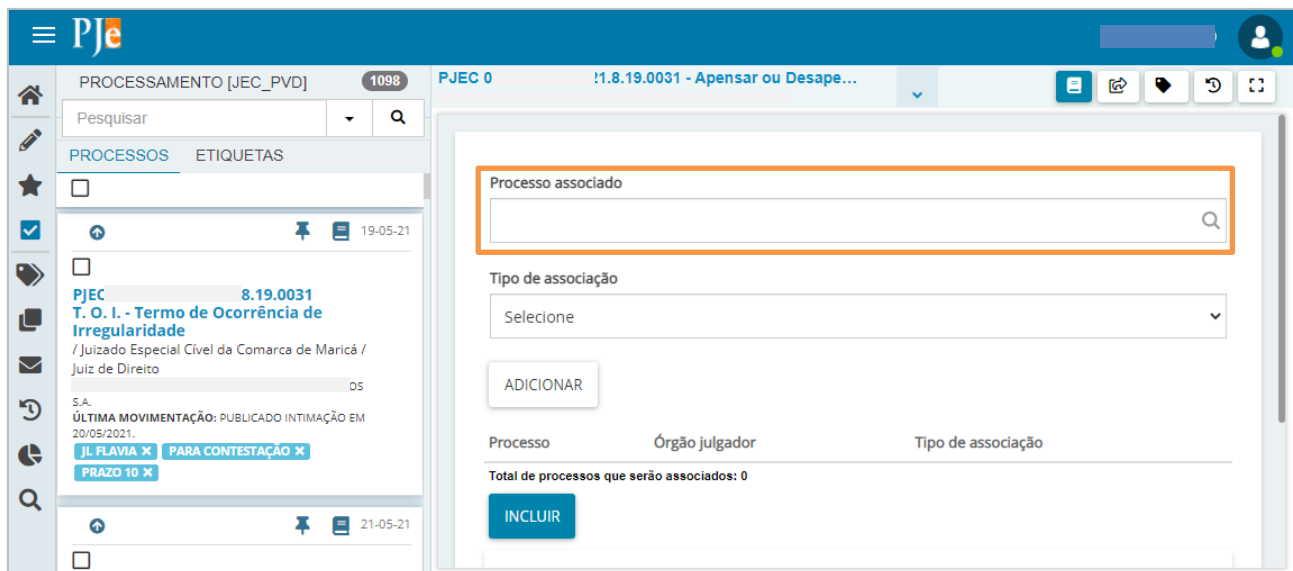 PJe
PROCESSAMENTO [JEC_PVD] 1098
Pesquisar
PROCESSOS ETIQUETAS
19-05-21
PJEC 8.19.0031
T. O. I. - Termo de Ocorrência de
Irregularidade
/ Juizado Especial Cível da Comarca de Maricá /
Juiz de Direito
OS
S.A.
ÚLTIMA MOVIMENTAÇÃO: PUBLICADO INTIMAÇÃO EM
20/05/2021.
JL FLAVIA × PARA CONTESTAÇÃO ×
PRAZO 10 ×
21-05-21
PJEC 0 21.8.19.0031 - Apensar ou Desape...
Processo associado
Tipo de associação
Selecione
ADICIONAR
Processo Órgão julgador Tipo de associação
Total de processos que serão associados: 0
INCLUIR